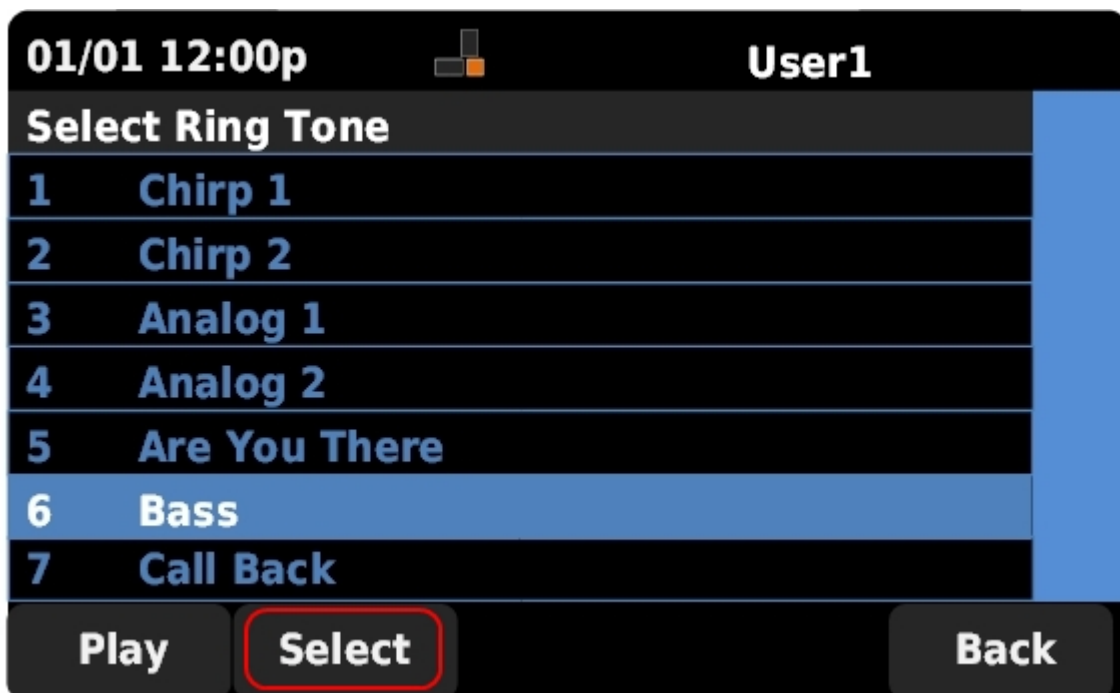 01/01 12:00p User1
Select Ring Tone
1 Chirp 1
2 Chirp 2
3 Analog 1
4 Analog 2
5 Are You There
6 Bass
7 Call Back
Play Select Back